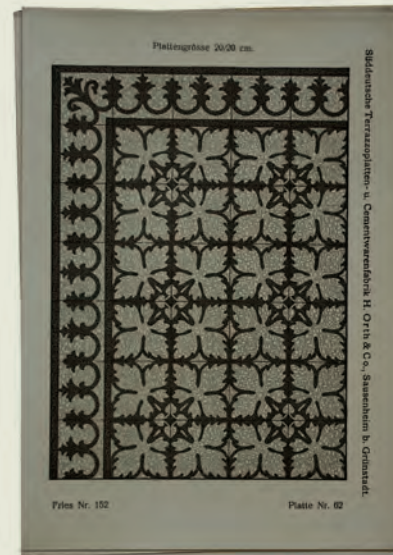 Plattengrösse 20/20 cm.
Süddeutsche Terrazzoplatten- u. Cementwarenfabrik H. Orth & Co., Sausenheim b. Grünstadt.
Fries Nr. 152
Platte Nr. 62